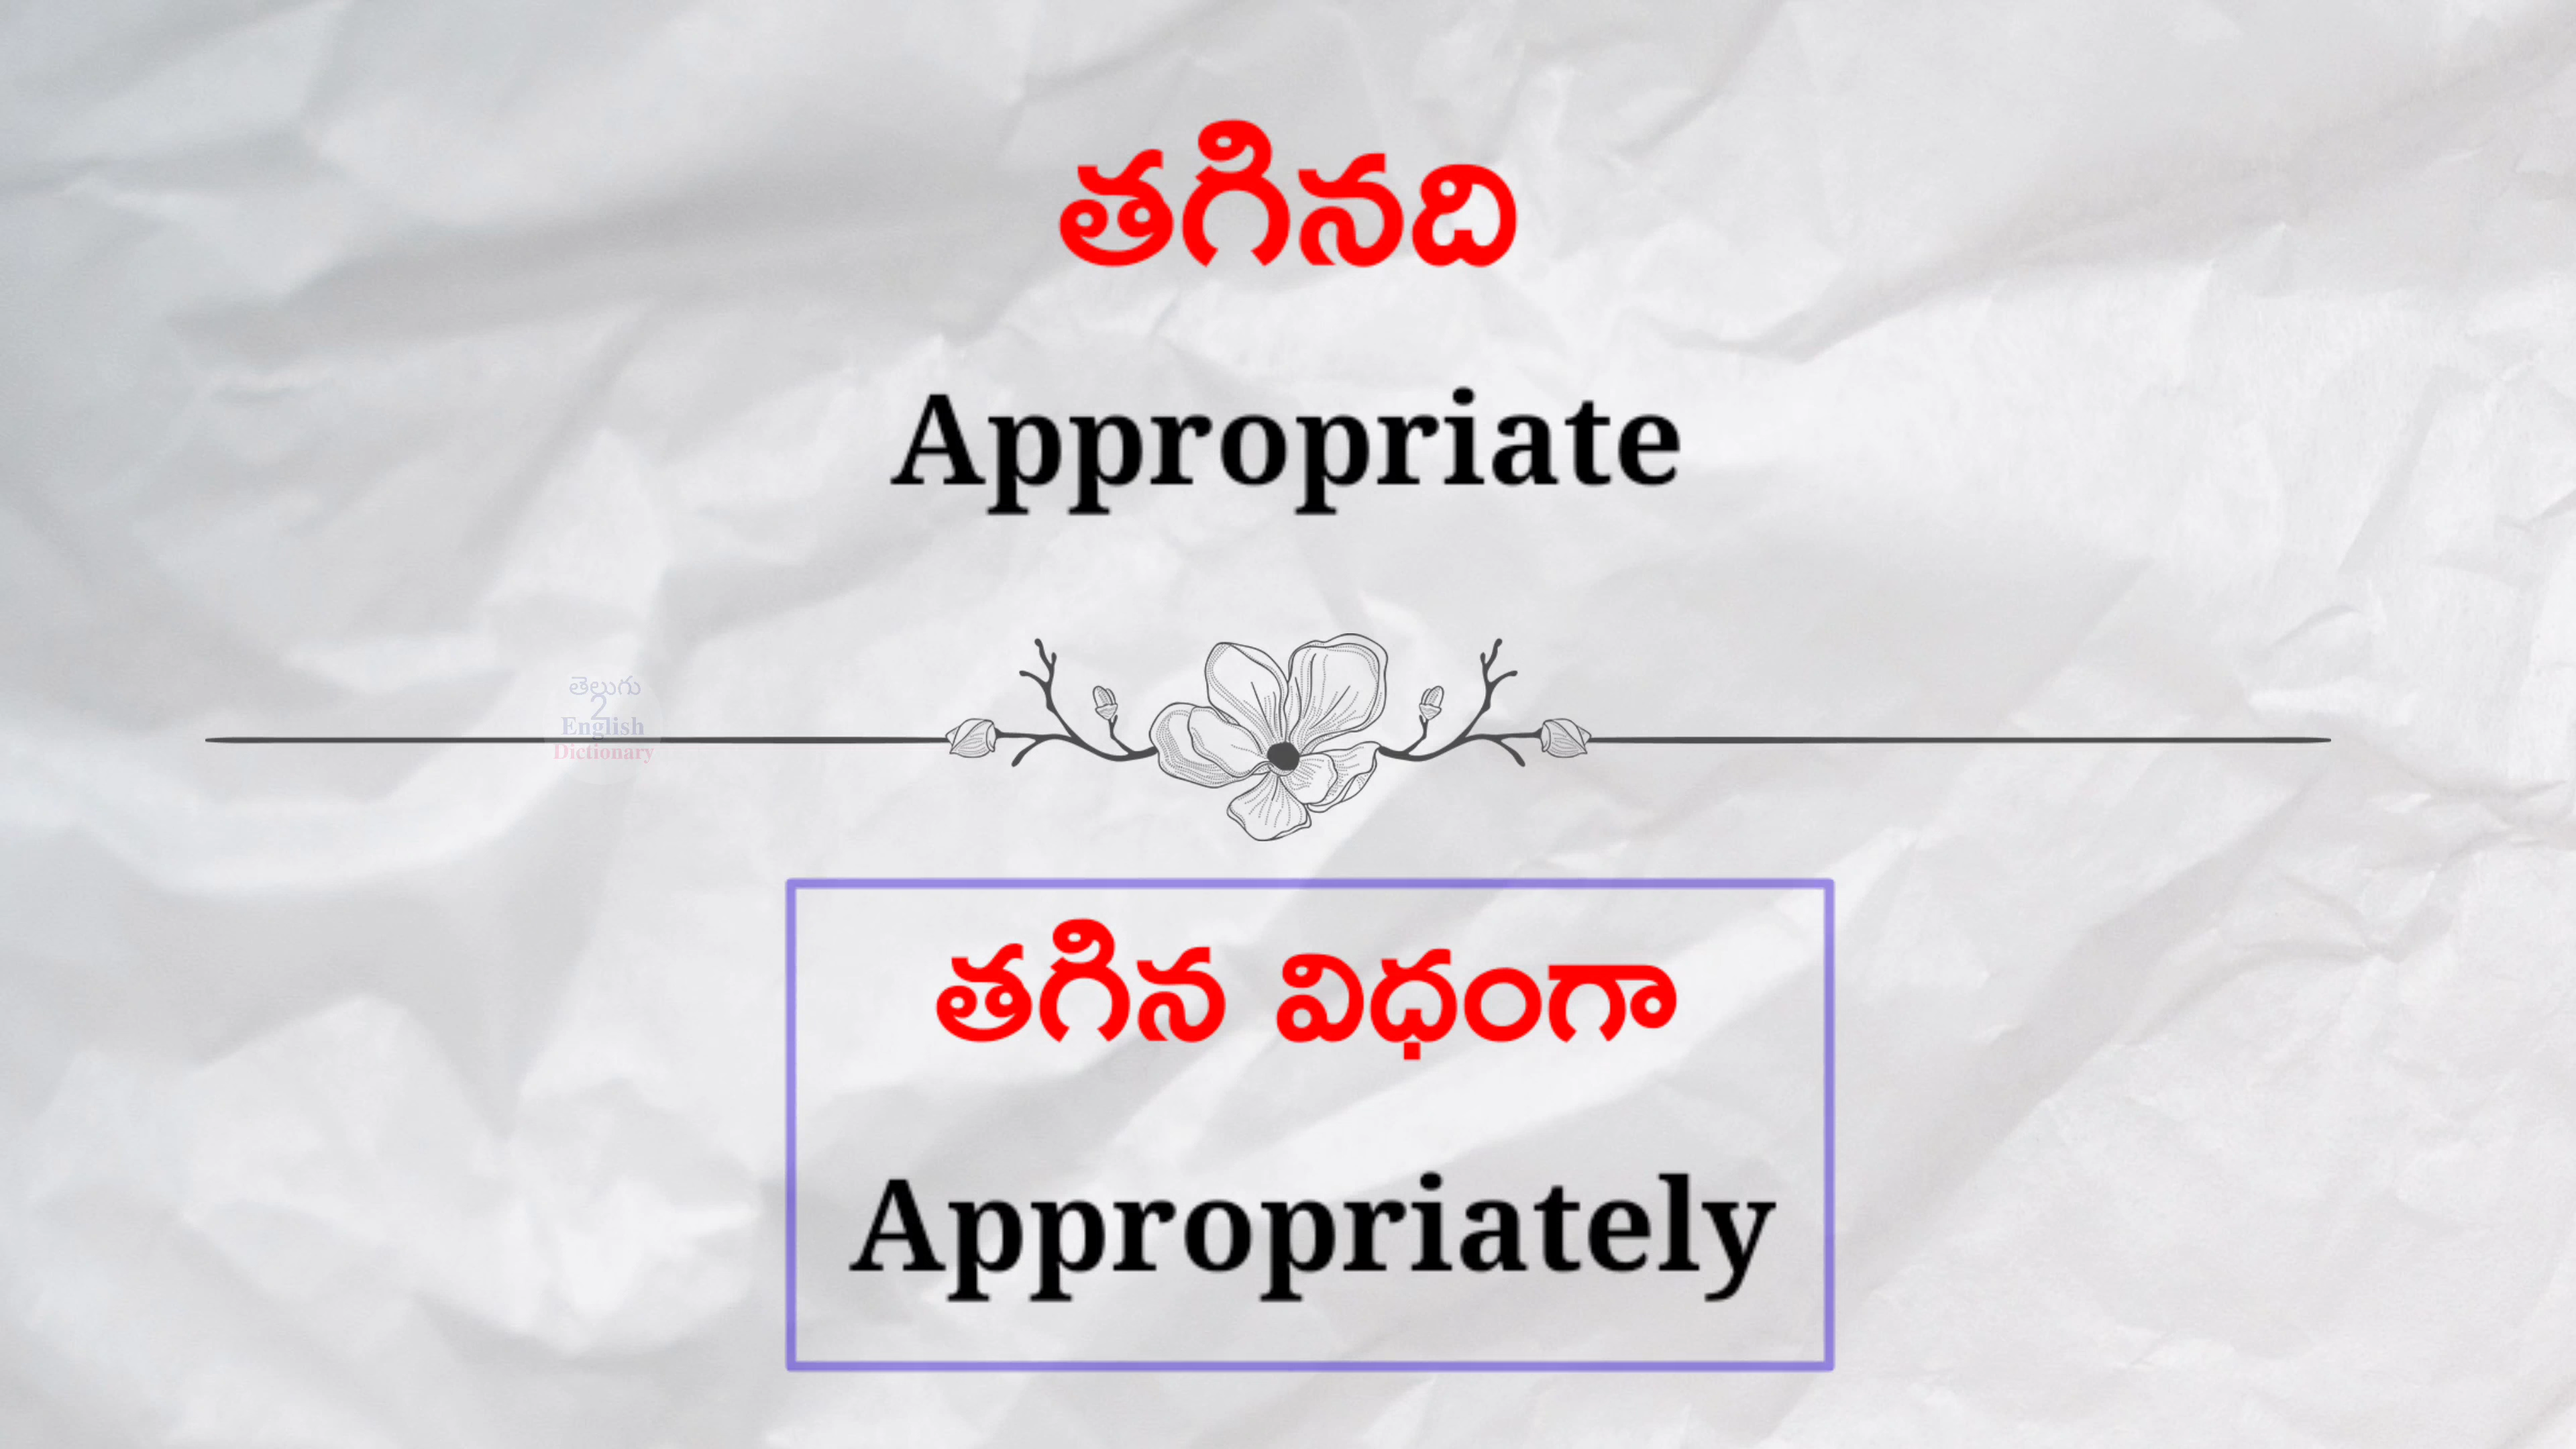 తగినది
Appropriate
తెలుగు
2
English
Dictionary
తగిన విధంగా
Appropriately